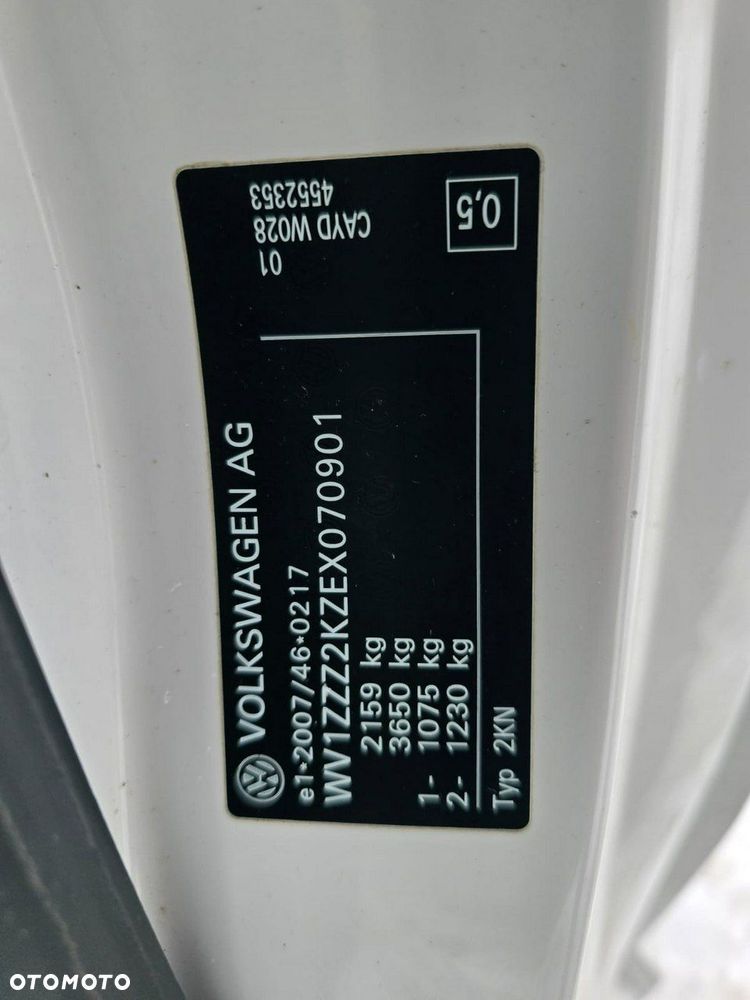 VOLKSWAGEN AG
e1*2007/46*0217
WV1ZZZ2KZEX070901
2159 kg
3650 kg
1- 1075 kg
2- 1230 kg
Typ 2KN
4552353
CAYD W028
01
0,5
OTOMOTO